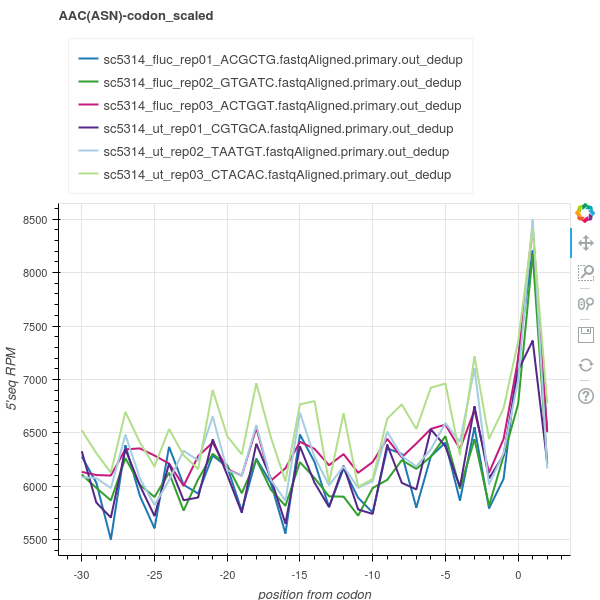 AAC(ASN)-codon_scaled
sc5314_fluc_rep01_ACGCTG.fastqAligned.primary.out_dedup
sc5314_fluc_rep02_GTGATC.fastqAligned.primary.out_dedup
sc5314_fluc_rep03_ACTGGT.fastqAligned.primary.out_dedup
sc5314_ut_rep01_CGTGCA.fastqAligned.primary.out_dedup
sc5314_ut_rep02_TAATGT.fastqAligned.primary.out_dedup
sc5314_ut_rep03_CTACAC.fastqAligned.primary.out_dedup
8500
8000
7500
7000
6500
6000
5500
5'seq RPM
-30 -25 -20 -15 -10 -5 0
position from codon